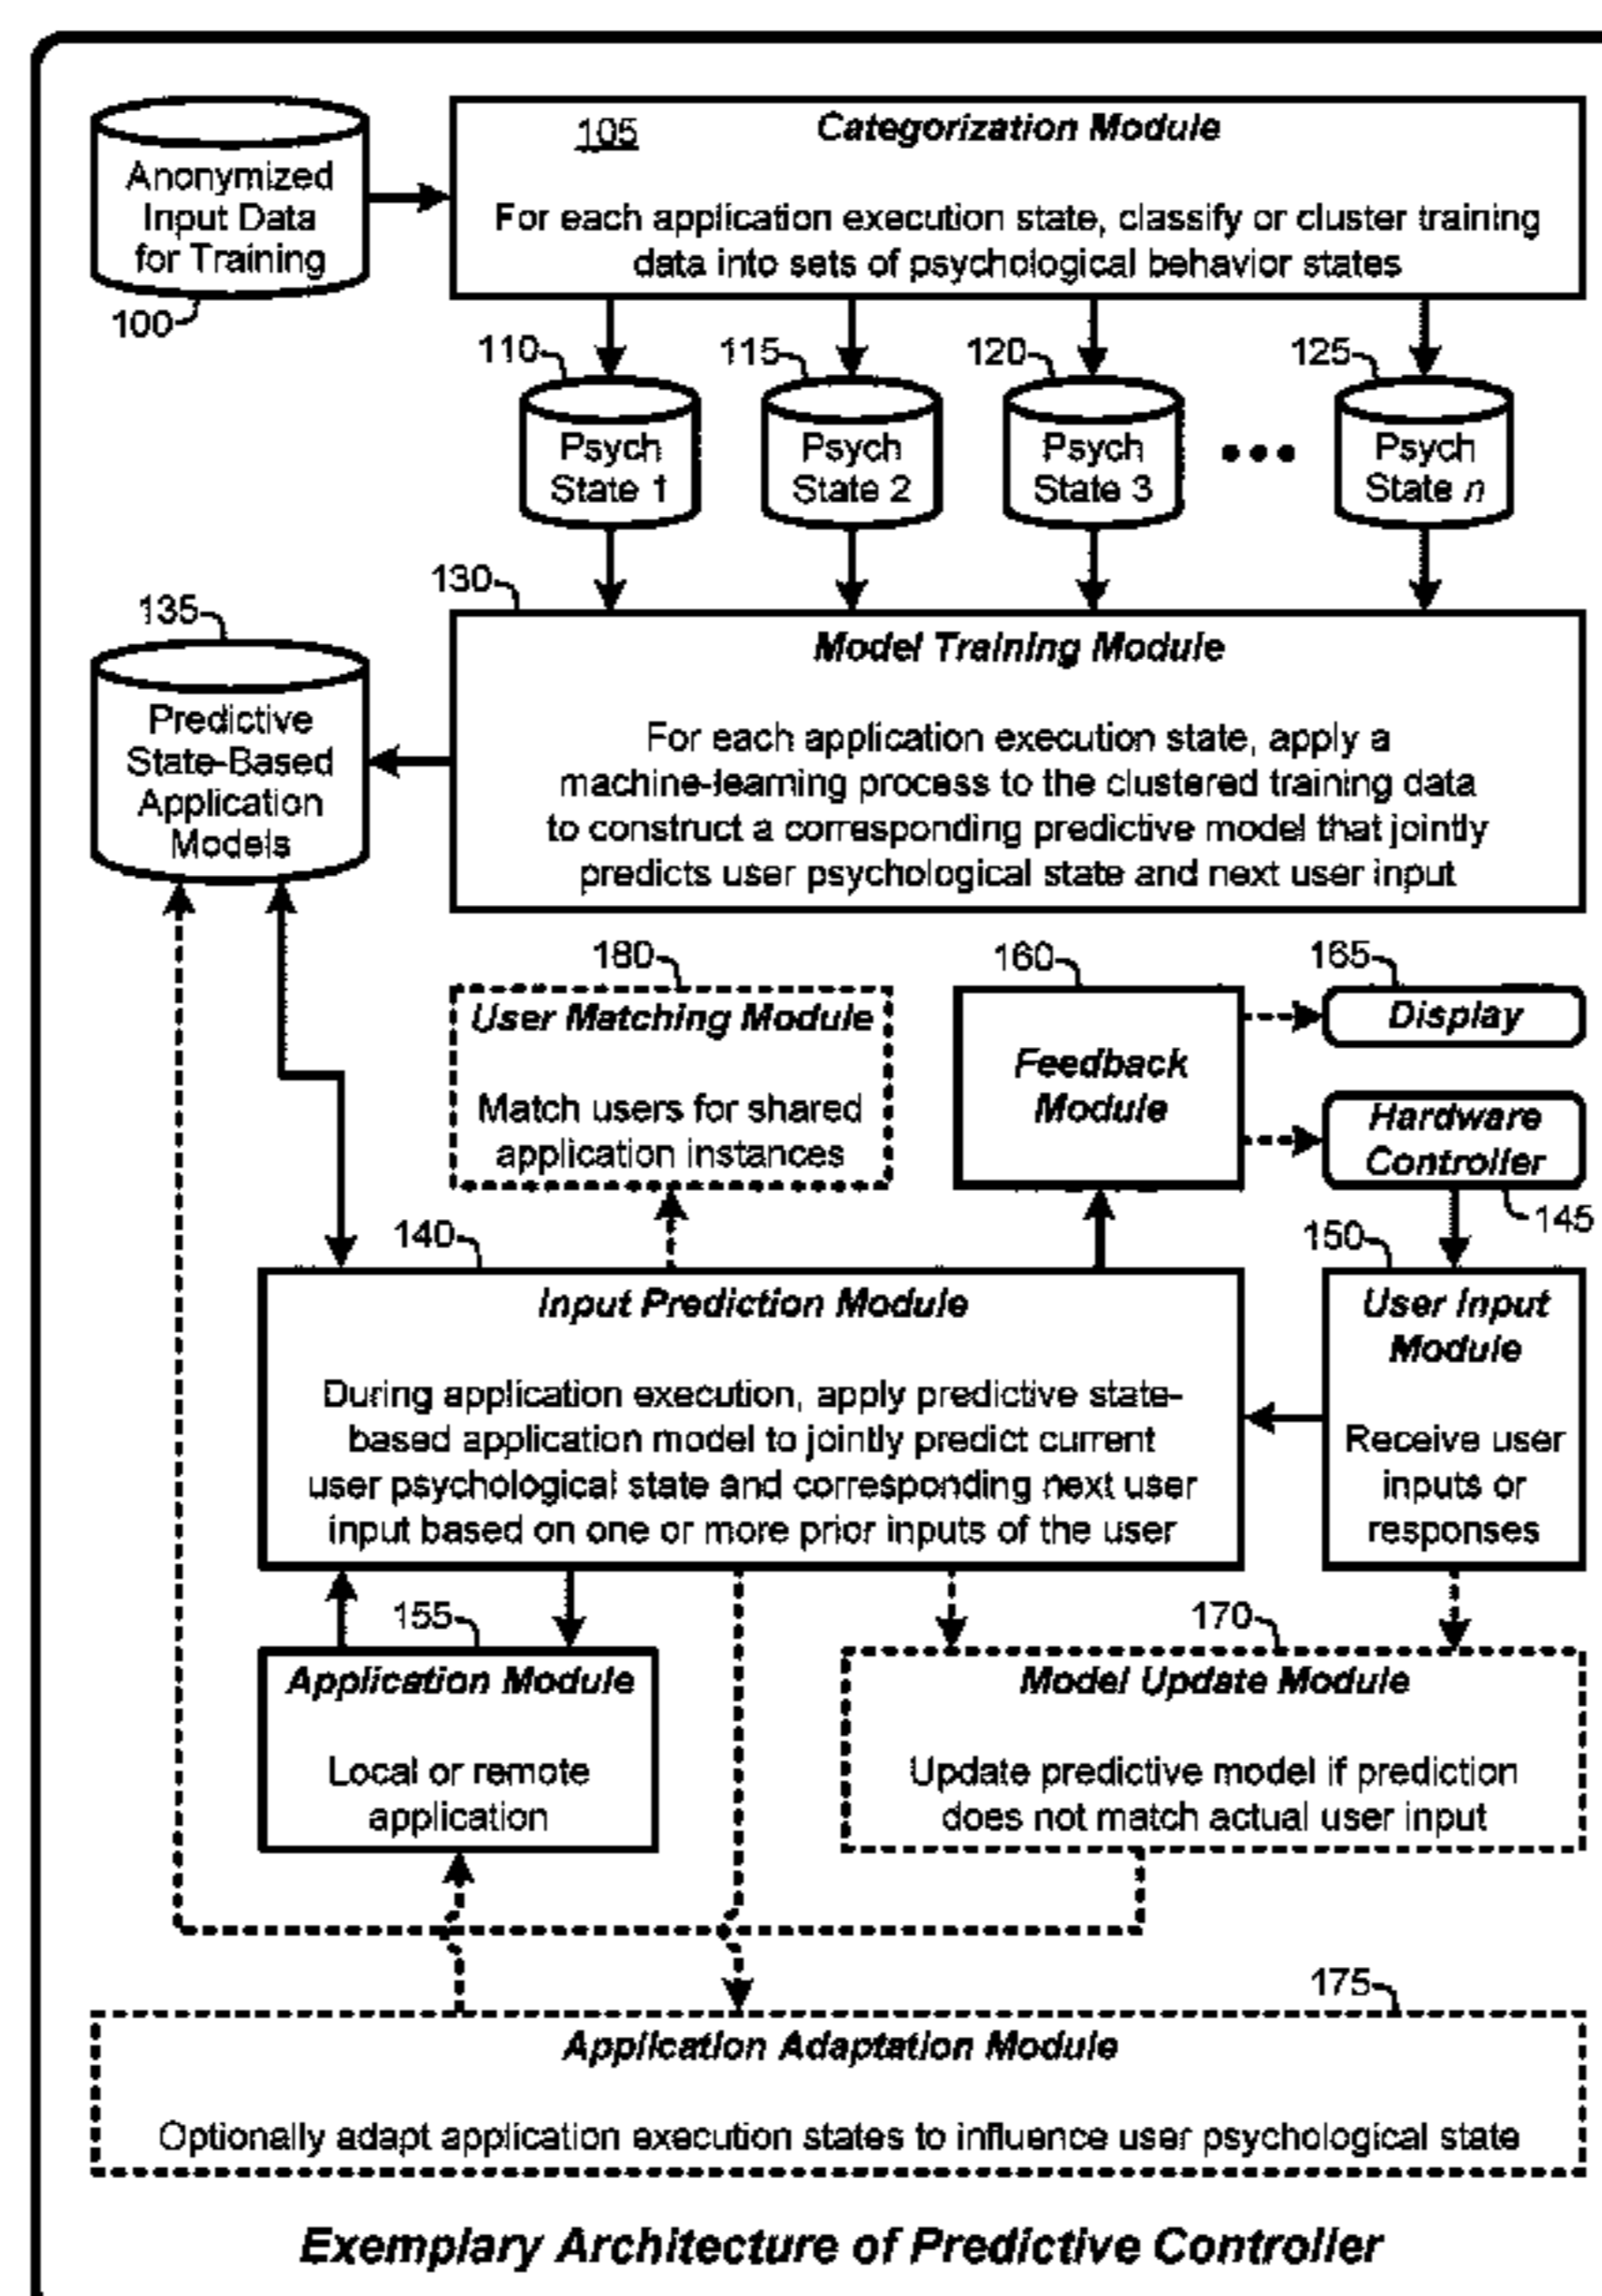 105
Categorization Module
Anonymized
Input Data
for Training
100
For each application execution state, classify or cluster training
data into sets of psychological behavior states
110
115
120
125
Psych
State 1
Psych
State 2
Psych
State 3
•••
Psych
State n
130
135
Model Training Module
Predictive
State-Based
Application
Models
For each application execution state, apply a
machine-learning process to the clustered training data
to construct a corresponding predictive model that jointly
predicts user psychological state and next user input
180
160
165
User Matching Module
Match users for shared
application instances
Feedback
Module
Display
Hardware
Controller
145
140
150
Input Prediction Module
During application execution, apply predictive state-
based application model to jointly predict current
user psychological state and corresponding next user
input based on one or more prior inputs of the user
User Input
Module
Receive user
inputs or
responses
155
170
Application Module
Local or remote
application
Model Update Module
Update predictive model if prediction
does not match actual user input
175
Application Adaptation Module
Optionally adapt application execution states to influence user psychological state
Exemplary Architecture of Predictive Controller